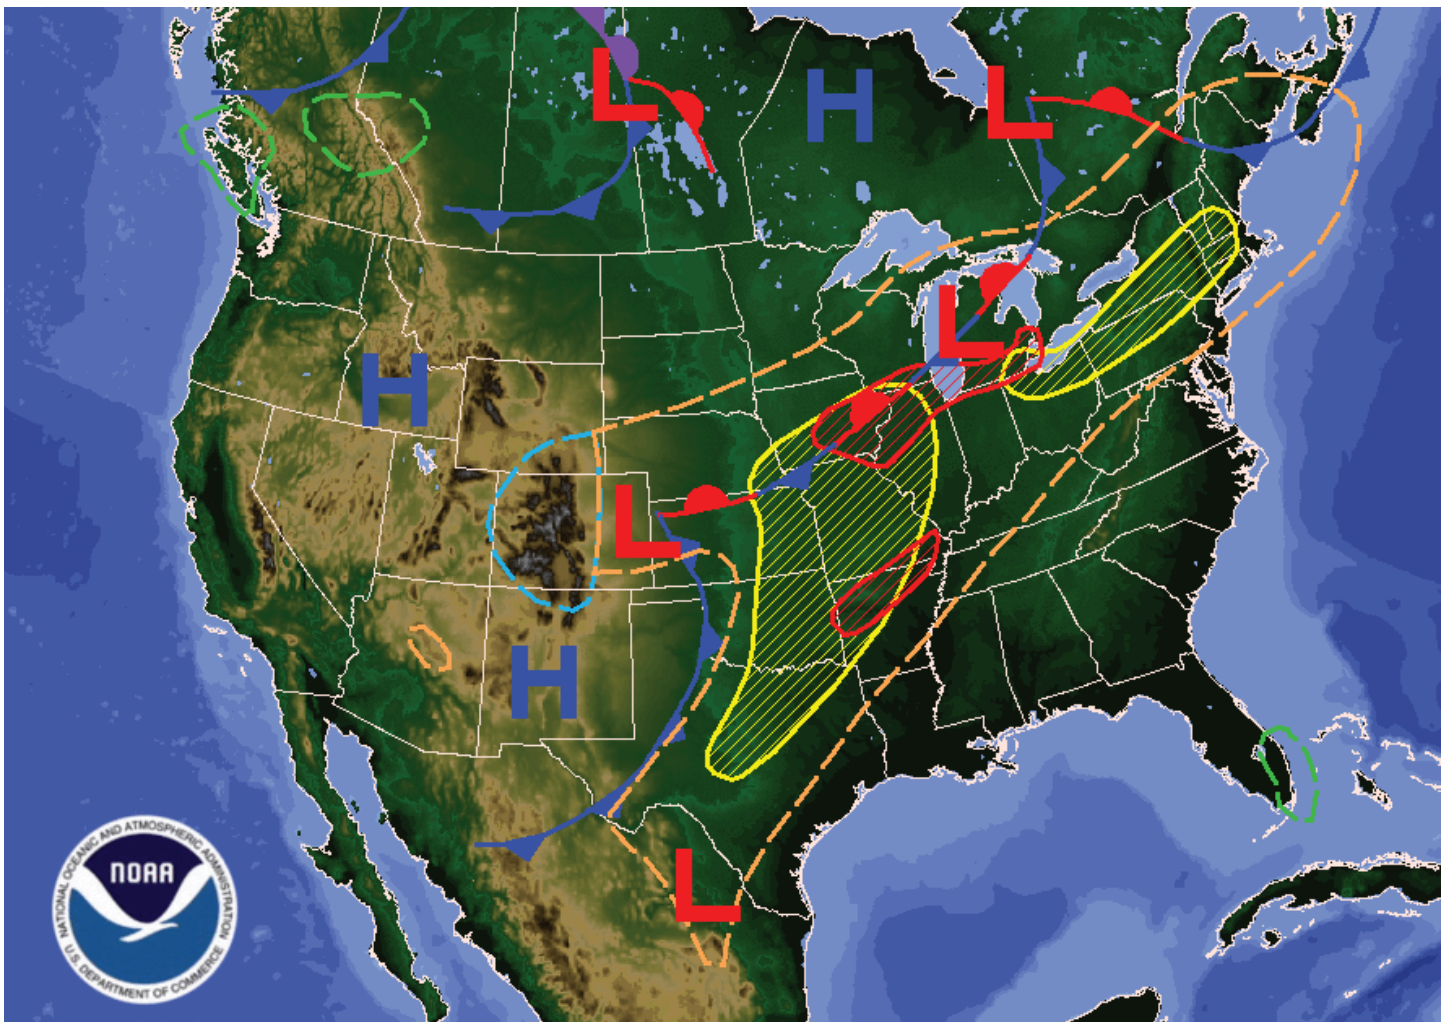 L
H
L
L
H
L
H
L
NOAA
NATIONAL OCEANIC AND ATMOSPHERIC ADMINISTRATION
U.S. DEPARTMENT OF COMMERCE